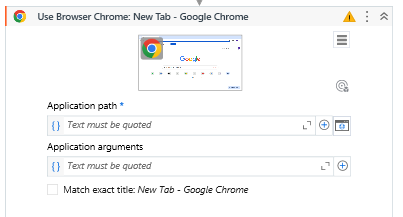 Use Browser Chrome: New Tab - Google Chrome
Google
Application path *
{ } Text must be quoted
Application arguments
{ } Text must be quoted
Match exact title: New Tab - Google Chrome